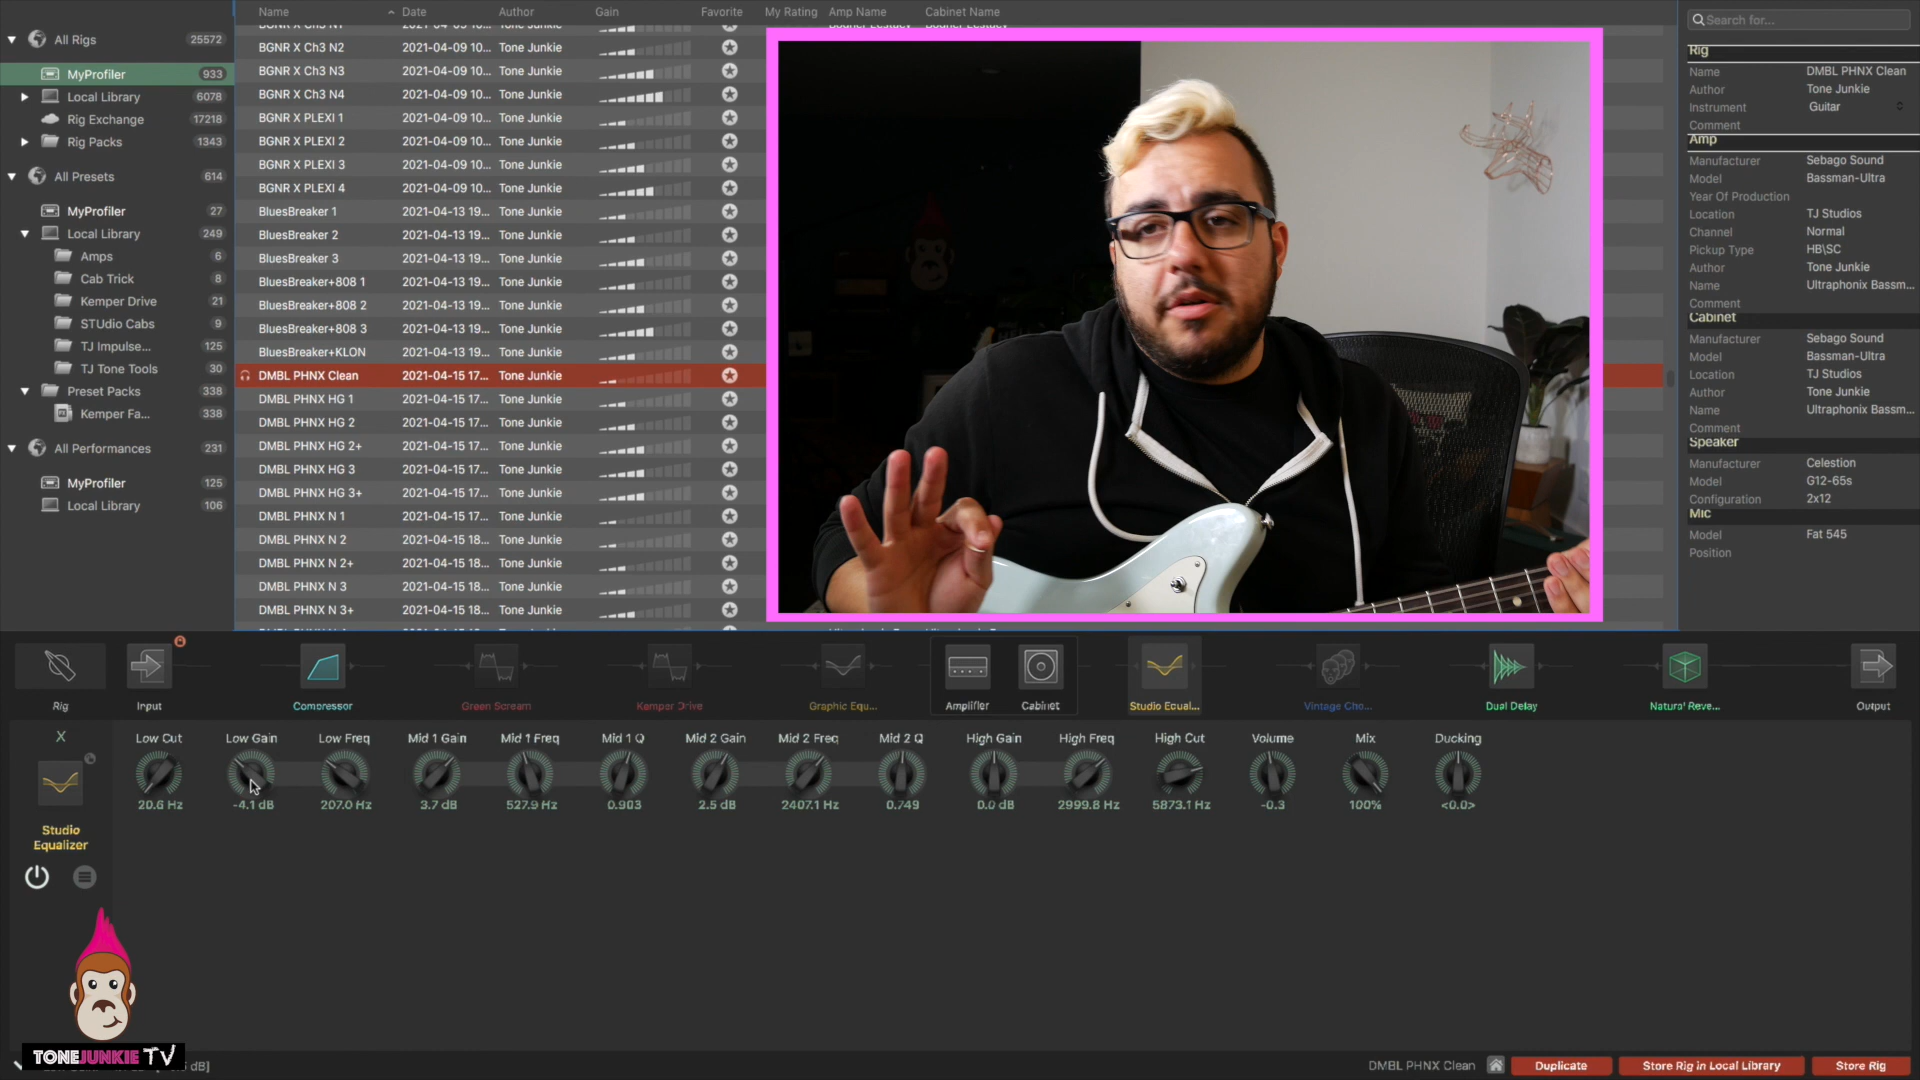 Name Date Author Gain Favorite My Rating Amp Name Cabinet Name
Search for...
All Rigs 25572
MyProfiler 933
Local Library 6078
Rig Exchange 17218
Rig Packs 1343
All Presets 614
MyProfiler 27
Local Library 249
Amps 6
Cab Trick 8
Kemper Drive 21
STUdio Cabs 9
TJ Impulse... 125
TJ Tone Tools 30
Preset Packs 338
Kemper Fa... 338
All Performances 231
MyProfiler 125
Local Library 106
BGNR X Ch3 N1
BGNR X Ch3 N2 2021-04-09 10... Tone Junkie
BGNR X Ch3 N3 2021-04-09 10... Tone Junkie
BGNR X Ch3 N4 2021-04-09 10... Tone Junkie
BGNR X PLEXI 1 2021-04-09 10... Tone Junkie
BGNR X PLEXI 2 2021-04-09 10... Tone Junkie
BGNR X PLEXI 3 2021-04-09 10... Tone Junkie
BGNR X PLEXI 4 2021-04-09 10... Tone Junkie
BluesBreaker 1 2021-04-13 19... Tone Junkie
BluesBreaker 2 2021-04-13 19... Tone Junkie
BluesBreaker 3 2021-04-13 19... Tone Junkie
BluesBreaker+808 1 2021-04-13 19... Tone Junkie
BluesBreaker+808 2 2021-04-13 19... Tone Junkie
BluesBreaker+808 3 2021-04-13 19... Tone Junkie
BluesBreaker+KLON 2021-04-13 19... Tone Junkie
DMBL PHNX Clean 2021-04-15 17... Tone Junkie
DMBL PHNX HG 1 2021-04-15 17... Tone Junkie
DMBL PHNX HG 2 2021-04-15 17... Tone Junkie
DMBL PHNX HG 2+ 2021-04-15 17... Tone Junkie
DMBL PHNX HG 3 2021-04-15 17... Tone Junkie
DMBL PHNX HG 3+ 2021-04-15 17... Tone Junkie
DMBL PHNX N 1 2021-04-15 17... Tone Junkie
DMBL PHNX N 2 2021-04-15 18... Tone Junkie
DMBL PHNX N 2+ 2021-04-15 18... Tone Junkie
DMBL PHNX N 3 2021-04-15 18... Tone Junkie
DMBL PHNX N 3+ 2021-04-15 18... Tone Junkie
Rig
Name DMBL PHNX Clean
Author Tone Junkie
Instrument Guitar
Comment
Amp
Manufacturer Sebago Sound
Model Bassman-Ultra
Year Of Production
Location TJ Studios
Channel Normal
Pickup Type HB\SC
Author Tone Junkie
Name Ultraphonix Bassm...
Comment
Cabinet
Manufacturer Sebago Sound
Model Bassman-Ultra
Location TJ Studios
Author Tone Junkie
Name Ultraphonix Bassm...
Comment
Speaker
Manufacturer Celestion
Model G12-65s
Configuration 2x12
Mic
Model Fat 545
Position
Rig Input Compressor Green Scream Kemper Drive Graphic Equ... Amplifier Cabinet Studio Equal... Vintage Cho... Dual Delay Natural Reve... Output
X Low Cut Low Gain Low Freq Mid 1 Gain Mid 1 Freq Mid 1 Q Mid 2 Gain Mid 2 Freq Mid 2 Q High Gain High Freq High Cut Volume Mix Ducking
20.6 Hz -4.1 dB 207.0 Hz 3.7 dB 527.9 Hz 0.903 2.5 dB 2407.1 Hz 0.749 0.0 dB 2999.8 Hz 5873.1 Hz -0.3 100% <0.0>
Studio
Equalizer
TONEJUNKIE TV
dB]
DMBL PHNX Clean Duplicate Store Rig in Local Library Store Rig